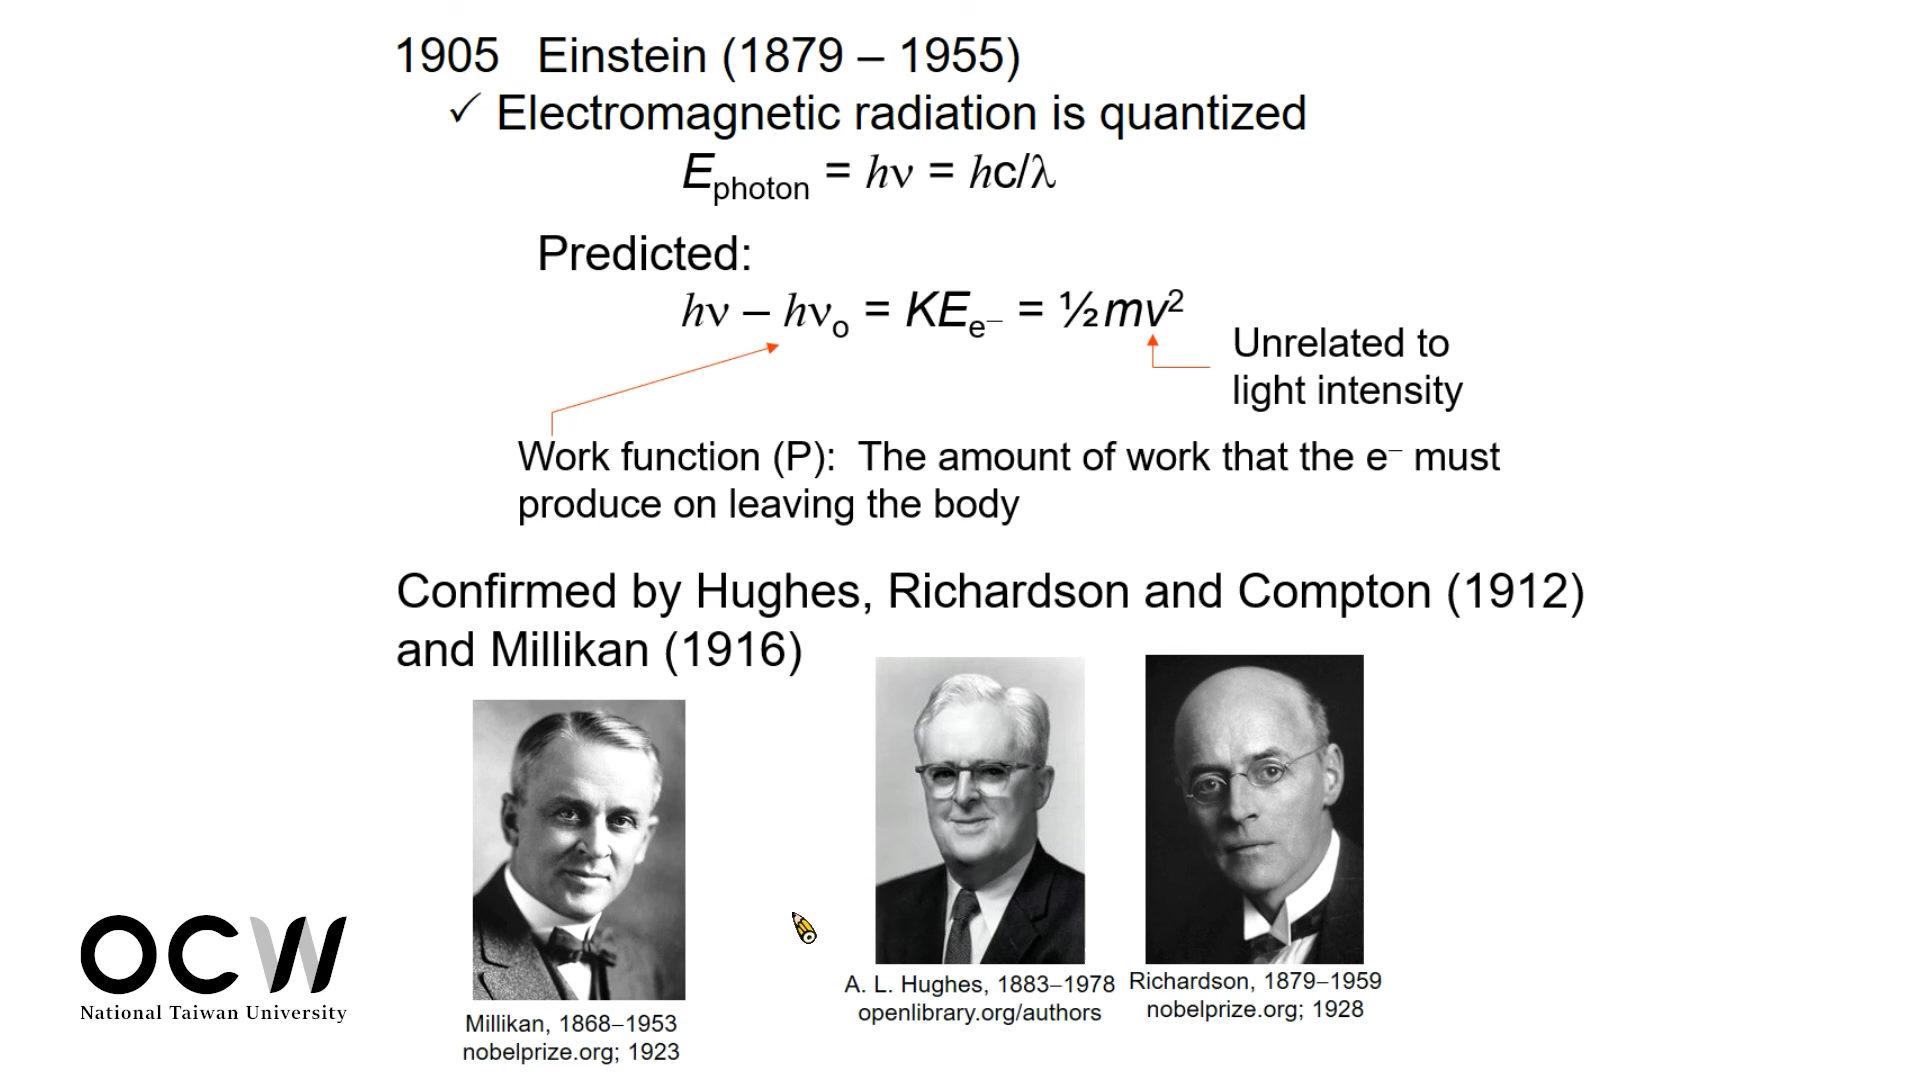 1905 Einstein (1879 – 1955)
✓ Electromagnetic radiation is quantized
Ephoton = hν = hc/λ
Predicted:
hν – hνo = KEe– = ½mv²
Unrelated to
light intensity
Work function (P): The amount of work that the e– must
produce on leaving the body
Confirmed by Hughes, Richardson and Compton (1912)
and Millikan (1916)
A. L. Hughes, 1883–1978
openlibrary.org/authors
Richardson, 1879–1959
nobelprize.org; 1928
Millikan, 1868–1953
nobelprize.org; 1923
OCW
National Taiwan University